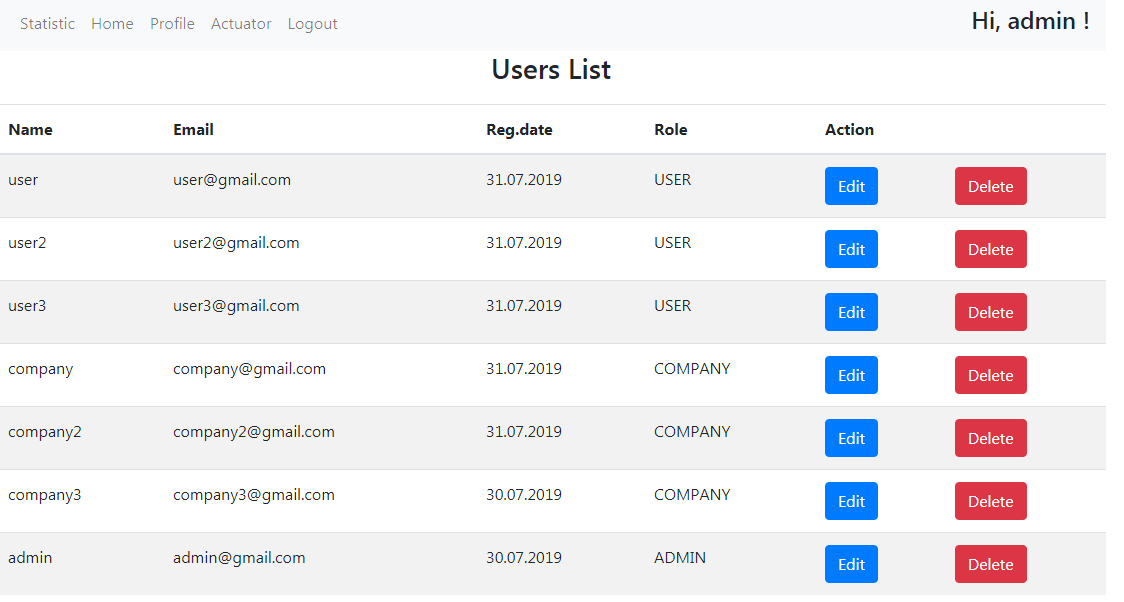 Statistic Home Profile Actuator Logout Hi, admin !
Users List
Name Email Reg.date Role Action
user user@gmail.com 31.07.2019 USER Edit Delete
user2 user2@gmail.com 31.07.2019 USER Edit Delete
user3 user3@gmail.com 31.07.2019 USER Edit Delete
company company@gmail.com 31.07.2019 COMPANY Edit Delete
company2 company2@gmail.com 31.07.2019 COMPANY Edit Delete
company3 company3@gmail.com 30.07.2019 COMPANY Edit Delete
admin admin@gmail.com 30.07.2019 ADMIN Edit Delete